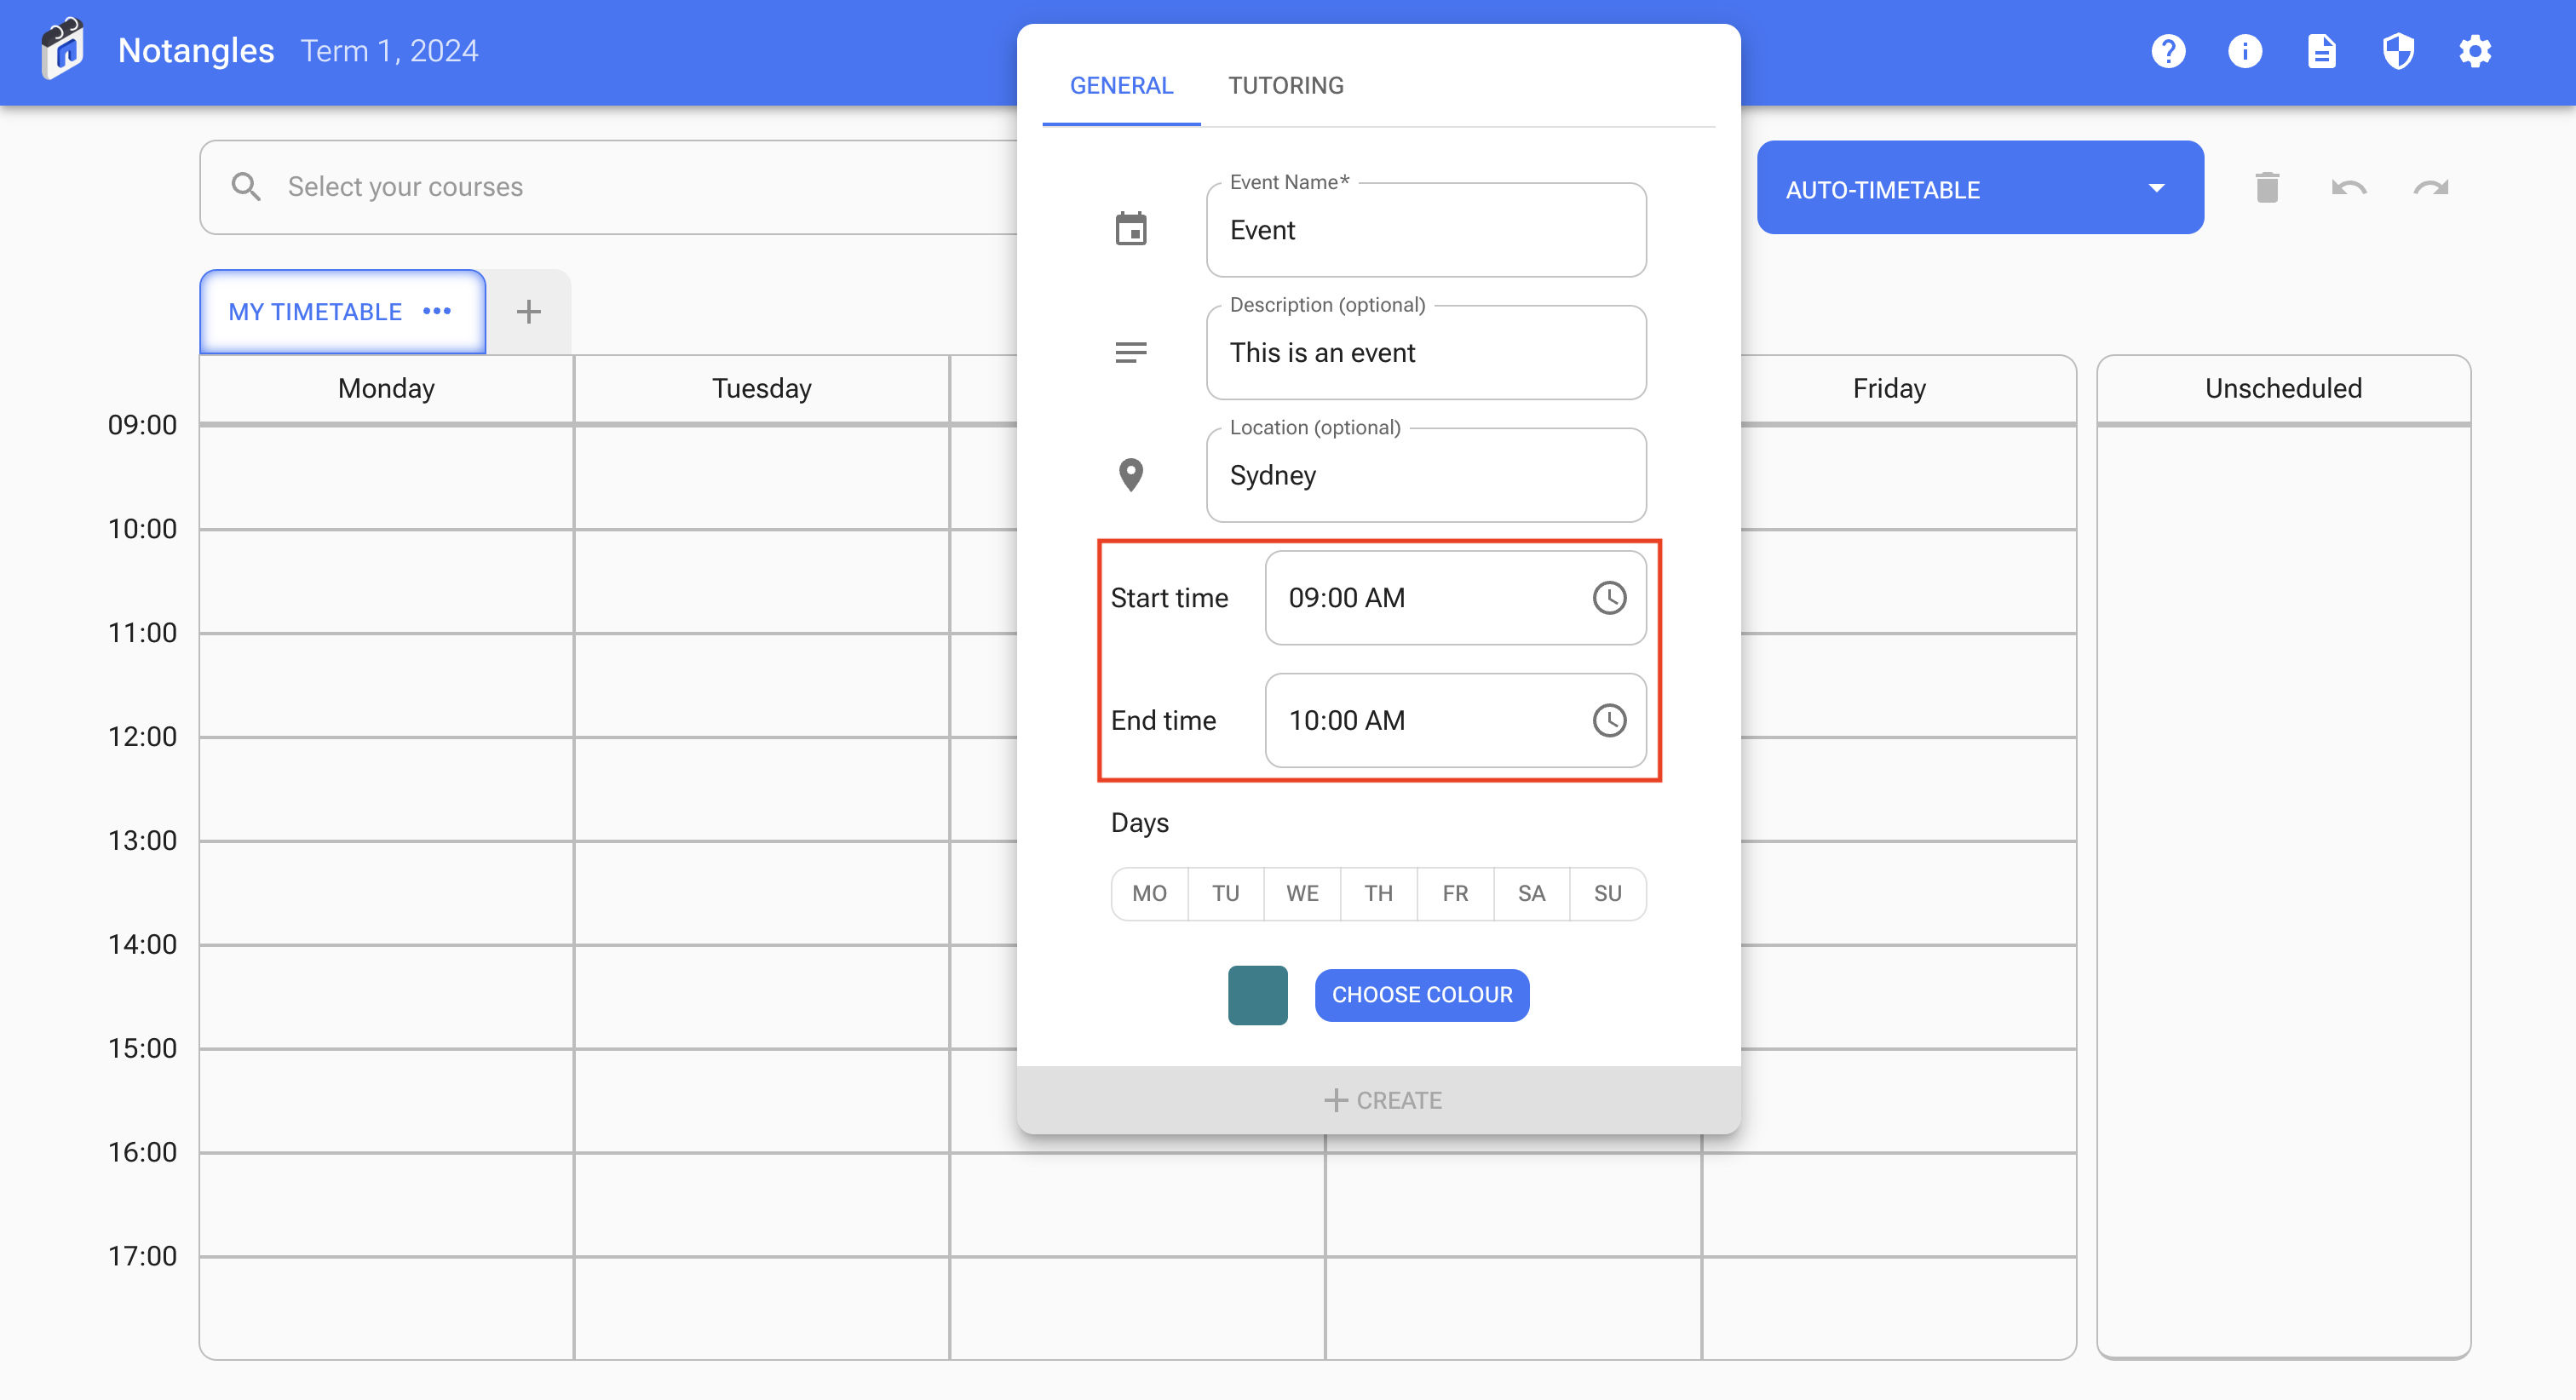 Notangles Term 1, 2024
GENERAL TUTORING
Select your courses
AUTO-TIMETABLE
MY TIMETABLE
Event Name*
Event
Description (optional)
This is an event
Location (optional)
Sydney
Start time 09:00 AM
End time 10:00 AM
Days
MO TU WE TH FR SA SU
CHOOSE COLOUR
CREATE
Monday Tuesday Friday Unscheduled
09:00
10:00
11:00
12:00
13:00
14:00
15:00
16:00
17:00